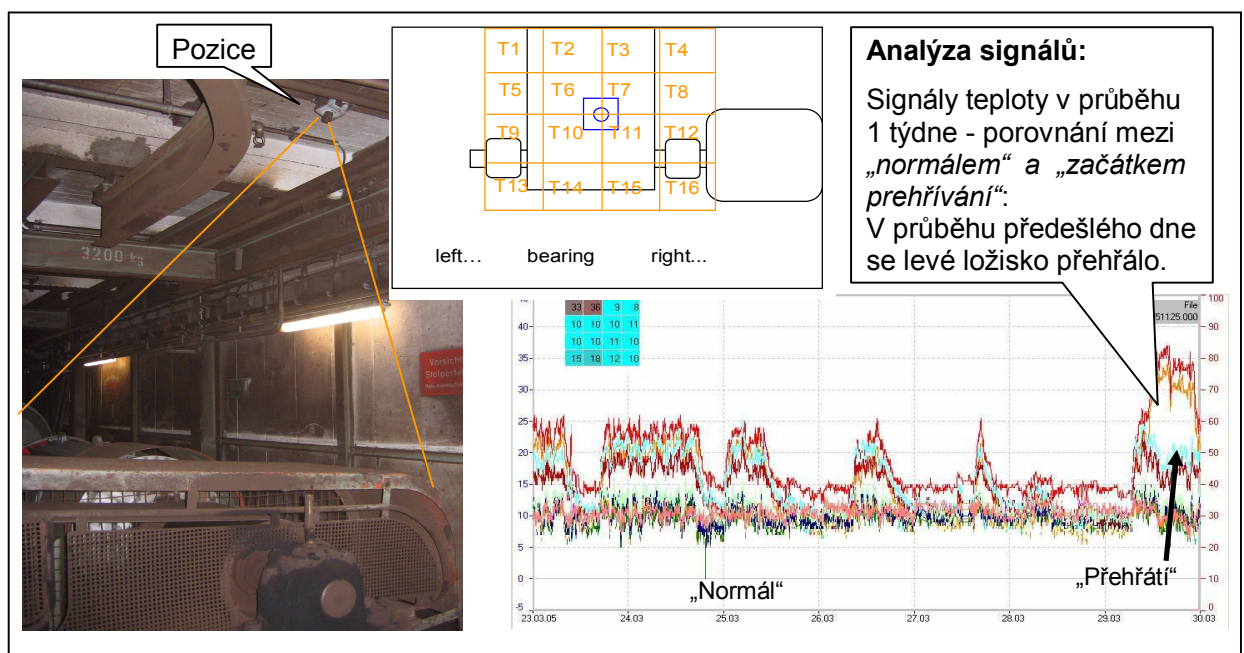 Pozice
3200 kg
Vorsicht
T1 T2 T3 T4
T5 T6 T7 T8
T9 T10 T11 T12
T13 T14 T15 T16
left... bearing right...
Analýza signálů:
Signály teploty v průběhu
1 týdne - porovnání mezi
„normálem“ a „začátkem
prehřívání“:
V průběhu předešlého dne
se levé ložisko přehřálo.
33 36 9 8
10 10 10 11
10 10 11 10
15 18 12 10
File
51125.000
40
35
30
25
20
15
10
5
0
-5
100
90
80
70
60
50
40
30
20
10
0
„Normál“
„Přehřátí“
23.03.05 24.03 25.03 26.03 27.03 28.03 29.03 30.03